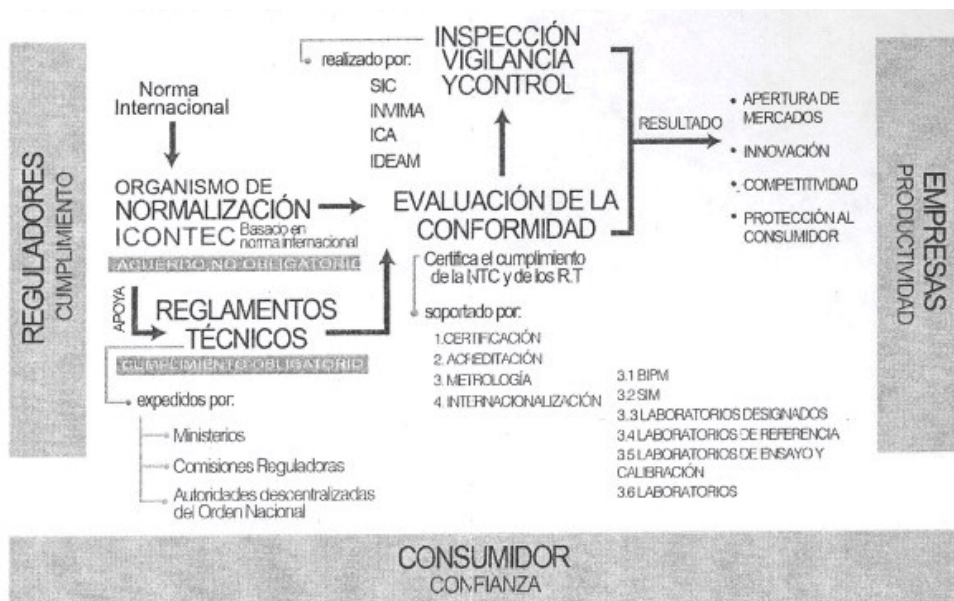 REGULADORES
CUMPLIMIENTO
Norma
Internacional
ORGANISMO DE
NORMALIZACIÓN
ICONTEC Basado en
norma internacional
ACUERDO NO OBLIGATORIO
APOYA
REGLAMENTOS
TÉCNICOS
CUMPLIMIENTO OBLIGATORIO
expedidos por:
Ministerios
Comisiones Reguladoras
Autoridades descentralizadas
del Orden Nacional
INSPECCIÓN
VIGILANCIA
YCONTROL
realizado por:
SIC
INVIMA
ICA
IDEAM
EVALUACIÓN DE LA
CONFORMIDAD
Certifica el cumplimiento
de la NTC y de los R.T
soportado por:
1.CERTIFICACIÓN
2. ACREDITACIÓN
3. METROLOGÍA
4. INTERNACIONALIZACIÓN
3.1 BIPM
3.2 SIM
3.3 LABORATORIOS DESIGNADOS
3.4 LABORATORIOS DE REFERENCIA
3.5 LABORATORIOS DE ENSAYO Y
CALIBRACIÓN
3.6 LABORATORIOS
RESULTADO
• APERTURA DE
MERCADOS
• INNOVACIÓN
• COMPETITIVIDAD
• PROTECCIÓN AL
CONSUMIDOR
EMPRESAS
PRODUCTIVIDAD
CONSUMIDOR
CONFIANZA